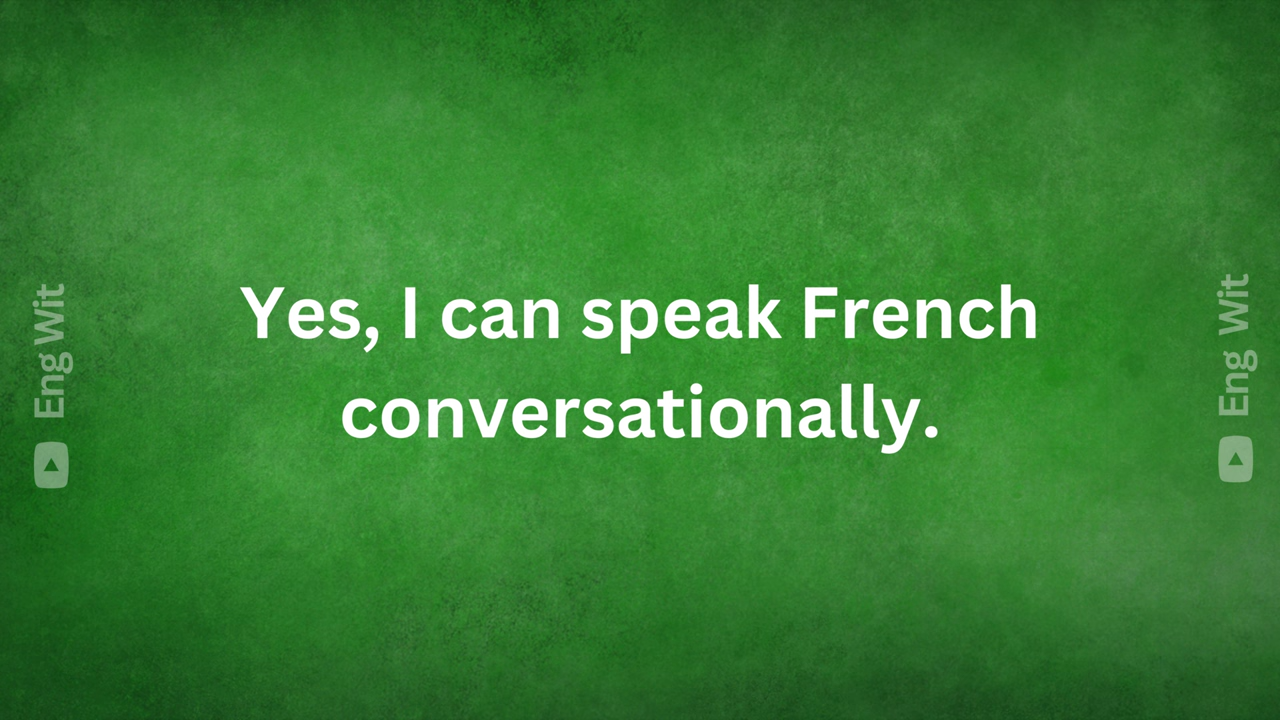 Yes, I can speak French
conversationally.
Eng Wit
Eng Wit